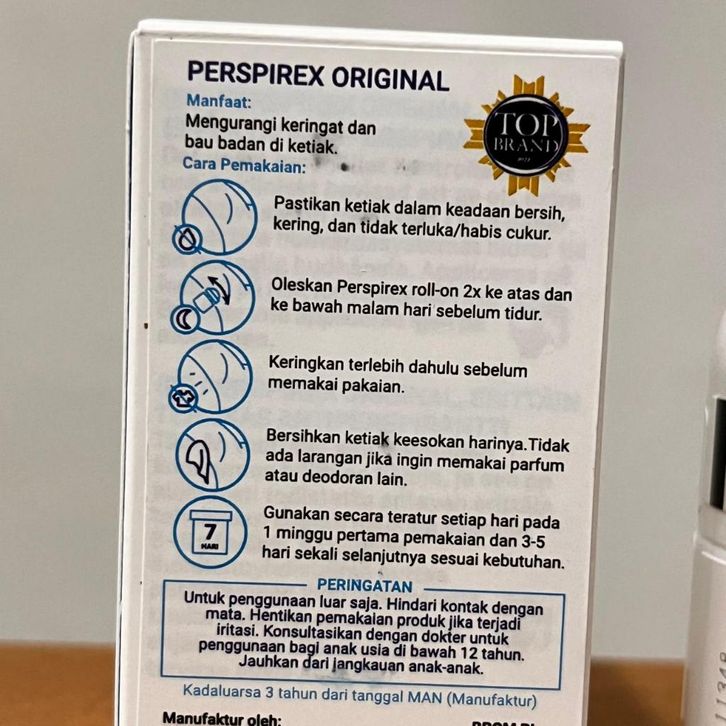 PERSPIREX ORIGINAL
Manfaat:
Mengurangi keringat dan
bau badan di ketiak.
TOP
BRAND
Cara Pemakaian:
Pastikan ketiak dalam keadaan bersih,
kering, dan tidak terluka/habis cukur.
Oleskan Perspirex roll-on 2x ke atas dan
ke bawah malam hari sebelum tidur.
Keringkan terlebih dahulu sebelum
memakai pakaian.
Bersihkan ketiak keesokan harinya.Tidak
ada larangan jika ingin memakai parfum
atau deodoran lain.
7
HARI
Gunakan secara teratur setiap hari pada
1 minggu pertama pemakaian dan 3-5
hari sekali selanjutnya sesuai kebutuhan.
PERINGATAN
Untuk penggunaan luar saja. Hindari kontak dengan
mata. Hentikan pemakaian produk jika terjadi
iritasi. Konsultasikan dengan dokter untuk
penggunaan bagi anak usia di bawah 12 tahun.
Jauhkan dari jangkauan anak-anak.
Kadaluarsa 3 tahun dari tanggal MAN (Manufaktur)
Manufaktur oleh: